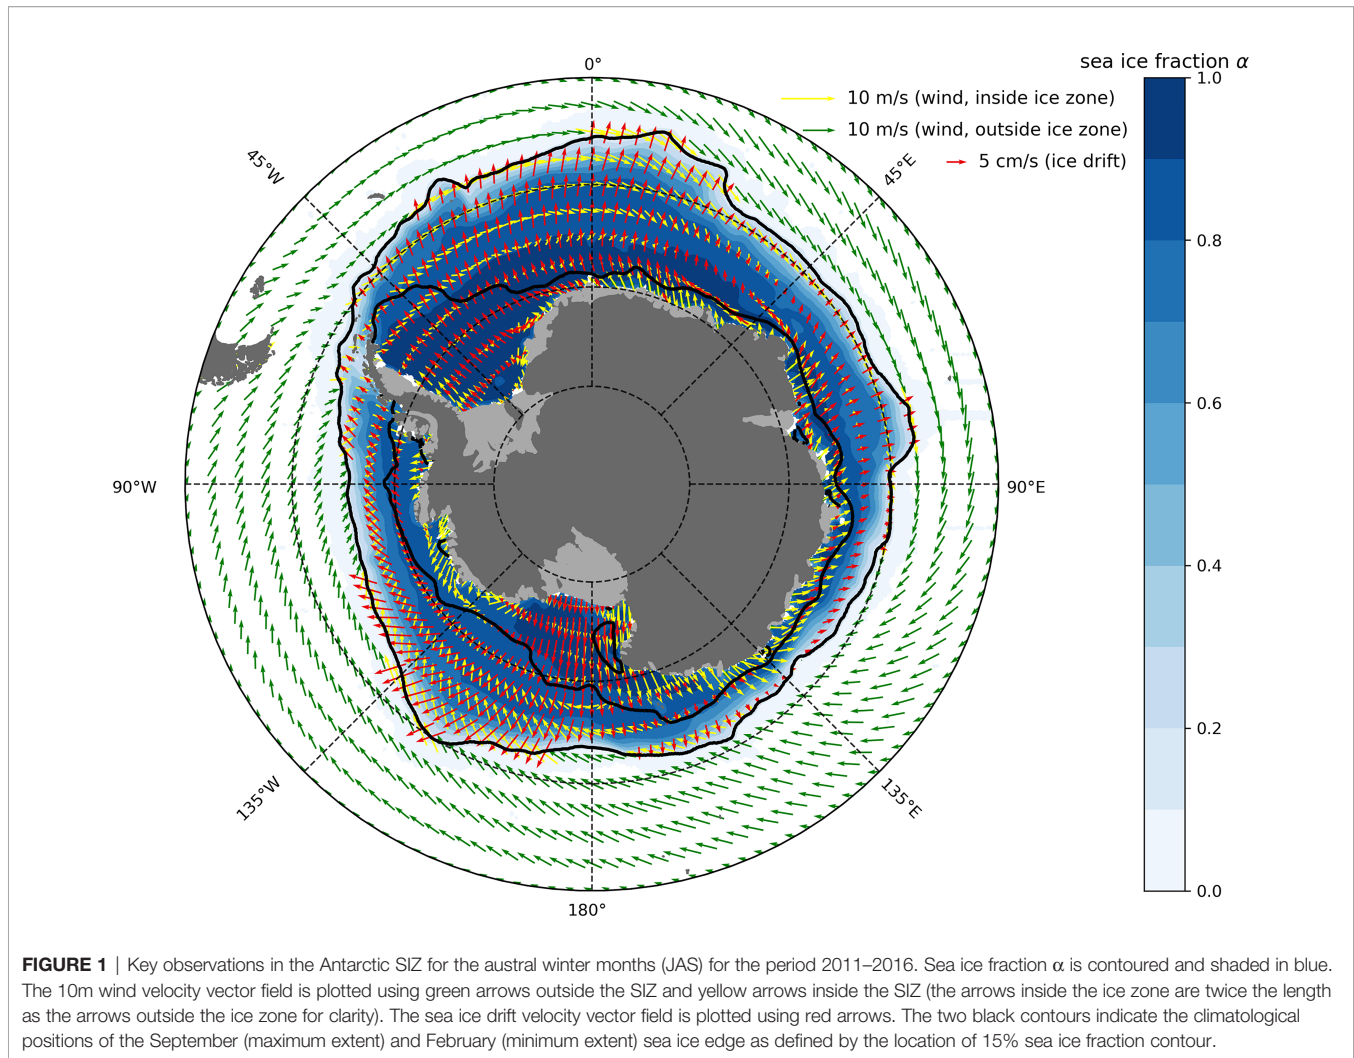 sea ice fraction α
0°
1.0
10 m/s (wind, inside ice zone)
10 m/s (wind, outside ice zone)
5 cm/s (ice drift)
45°W
45°E
0.8
0.6
90°W
90°E
0.4
0.2
135°W
135°E
0.0
180°
FIGURE 1 | Key observations in the Antarctic SIZ for the austral winter months (JAS) for the period 2011–2016. Sea ice fraction α is contoured and shaded in blue.
The 10m wind velocity vector field is plotted using green arrows outside the SIZ and yellow arrows inside the SIZ (the arrows inside the ice zone are twice the length
as the arrows outside the ice zone for clarity). The sea ice drift velocity vector field is plotted using red arrows. The two black contours indicate the climatological
positions of the September (maximum extent) and February (minimum extent) sea ice edge as defined by the location of 15% sea ice fraction contour.